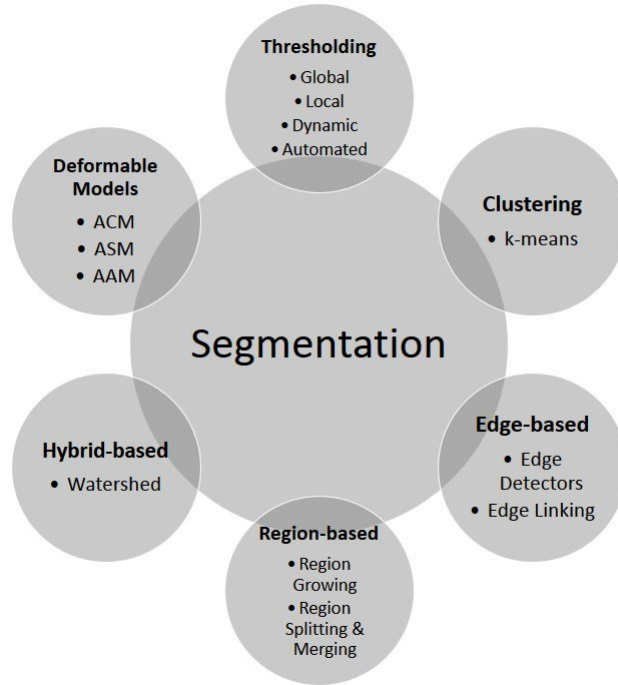 Thresholding
• Global
• Local
• Dynamic
• Automated
Deformable
Models
• ACM
• ASM
• AAM
Clustering
• k-means
Segmentation
Hybrid-based
• Watershed
Edge-based
• Edge
Detectors
• Edge Linking
Region-based
• Region
Growing
• Region
Splitting &
Merging